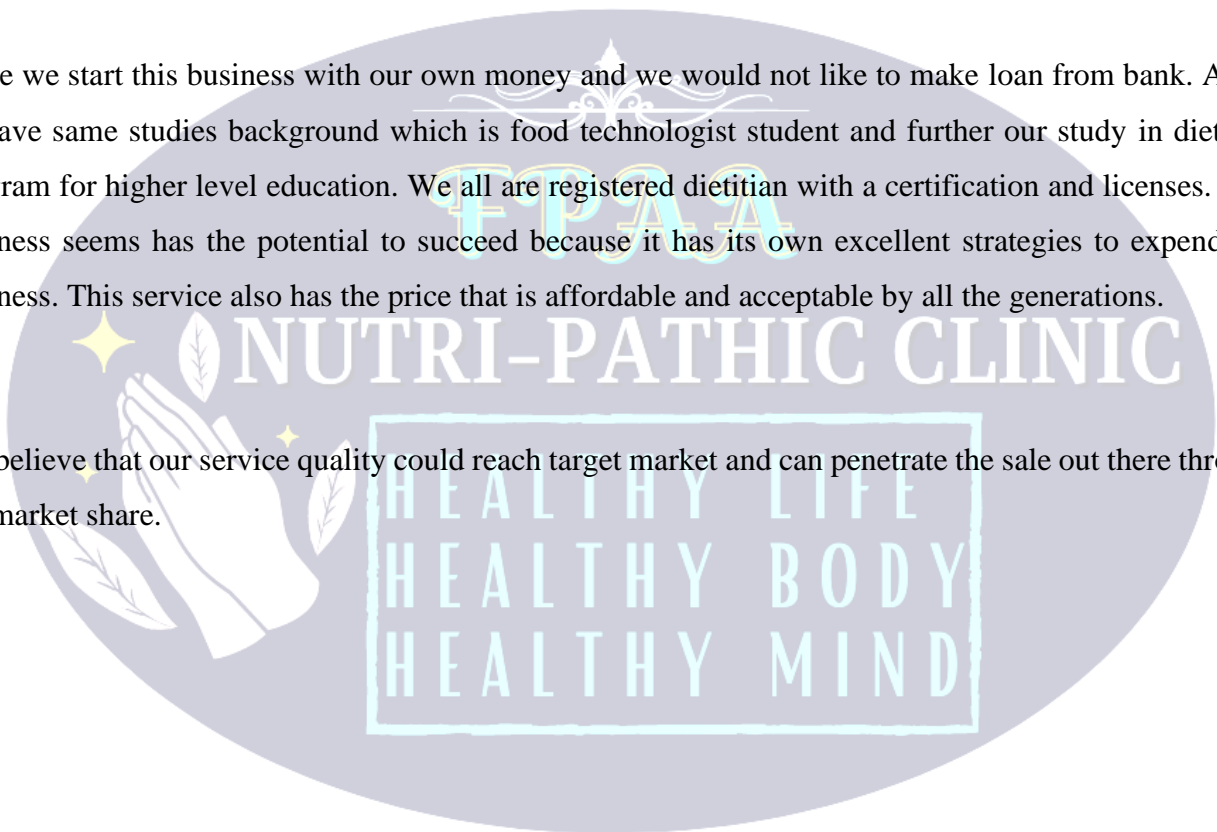 e we start this business with our own money and we would not like to make loan from bank. A
ave same studies background which is food technologist student and further our study in diet
ram for higher level education. We all are registered dietitian with a certification and licenses.
ness seems has the potential to succeed because it has its own excellent strategies to expend
ness. This service also has the price that is affordable and acceptable by all the generations.
believe that our service quality could reach target market and can penetrate the sale out there thr
market share.
FPAA
NUTRI-PATHIC CLINIC
HEALTHY LIFE
HEALTHY BODY
HEALTHY MIND